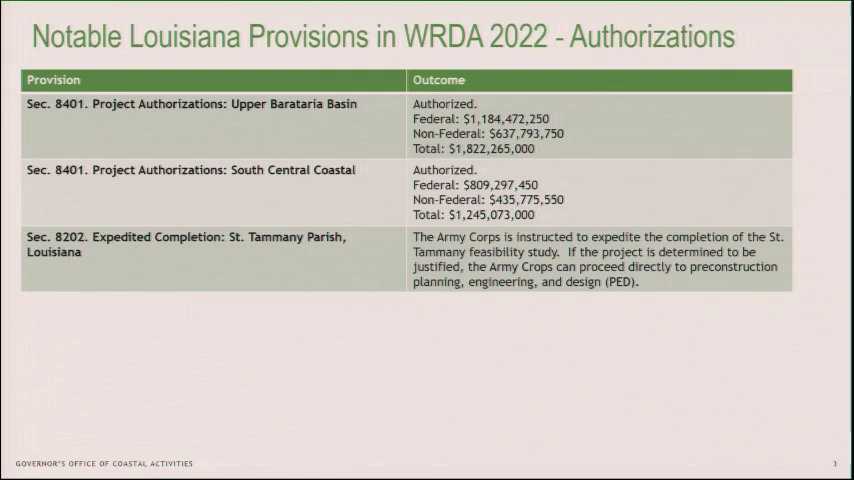 Notable Louisiana Provisions in WRDA 2022 - Authorizations
Provision
Outcome
Sec. 8401. Project Authorizations: Upper Barataria Basin
Authorized.
Federal: $1,184,472,250
Non-Federal: $637,793,750
Total: $1,822,265,000
Sec. 8401. Project Authorizations: South Central Coastal
Authorized.
Federal: $809,297,450
Non-Federal: $435,775,550
Total: $1,245,073,000
Sec. 8202. Expedited Completion: St. Tammany Parish,
Louisiana
The Army Corps is instructed to expedite the completion of the St.
Tammany feasibility study.  If the project is determined to be
justified, the Army Crops can proceed directly to preconstruction
planning, engineering, and design (PED).
GOVERNOR'S OFFICE OF COASTAL ACTIVITIES
3